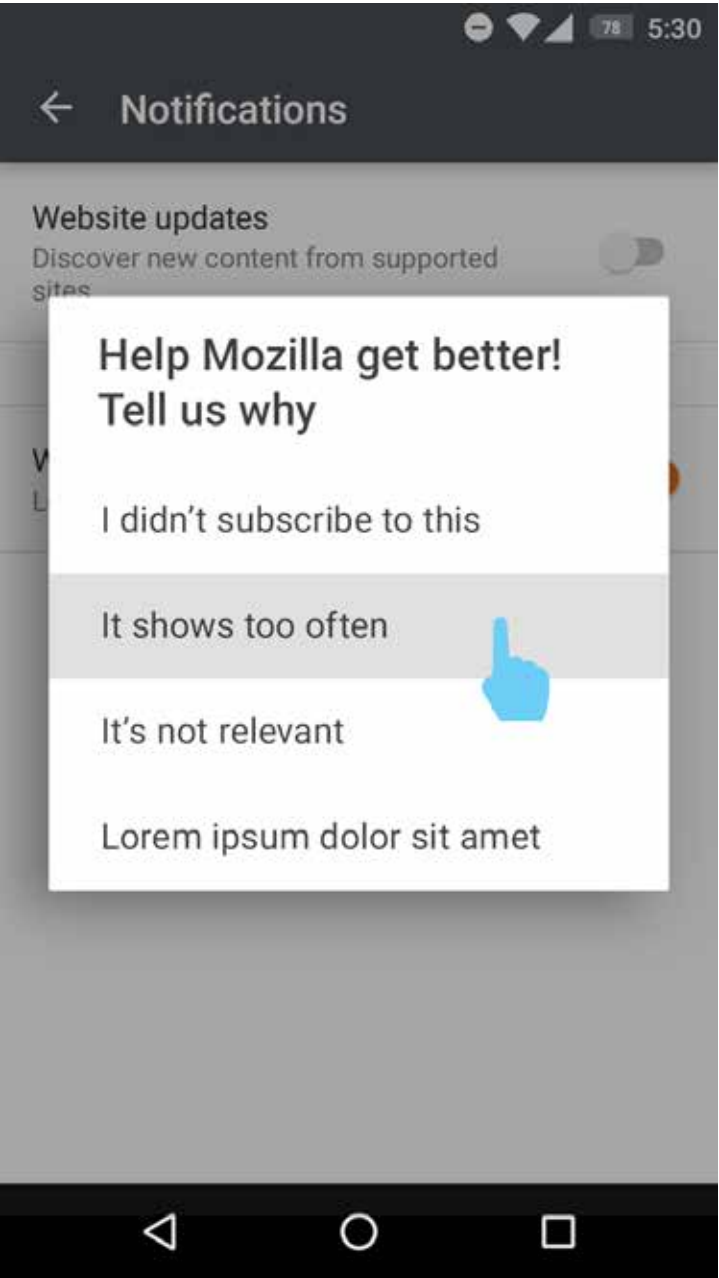 78 5:30
Notifications
Website updates
Discover new content from supported
sites
Help Mozilla get better!
Tell us why
I didn’t subscribe to this
It shows too often
It’s not relevant
Lorem ipsum dolor sit amet